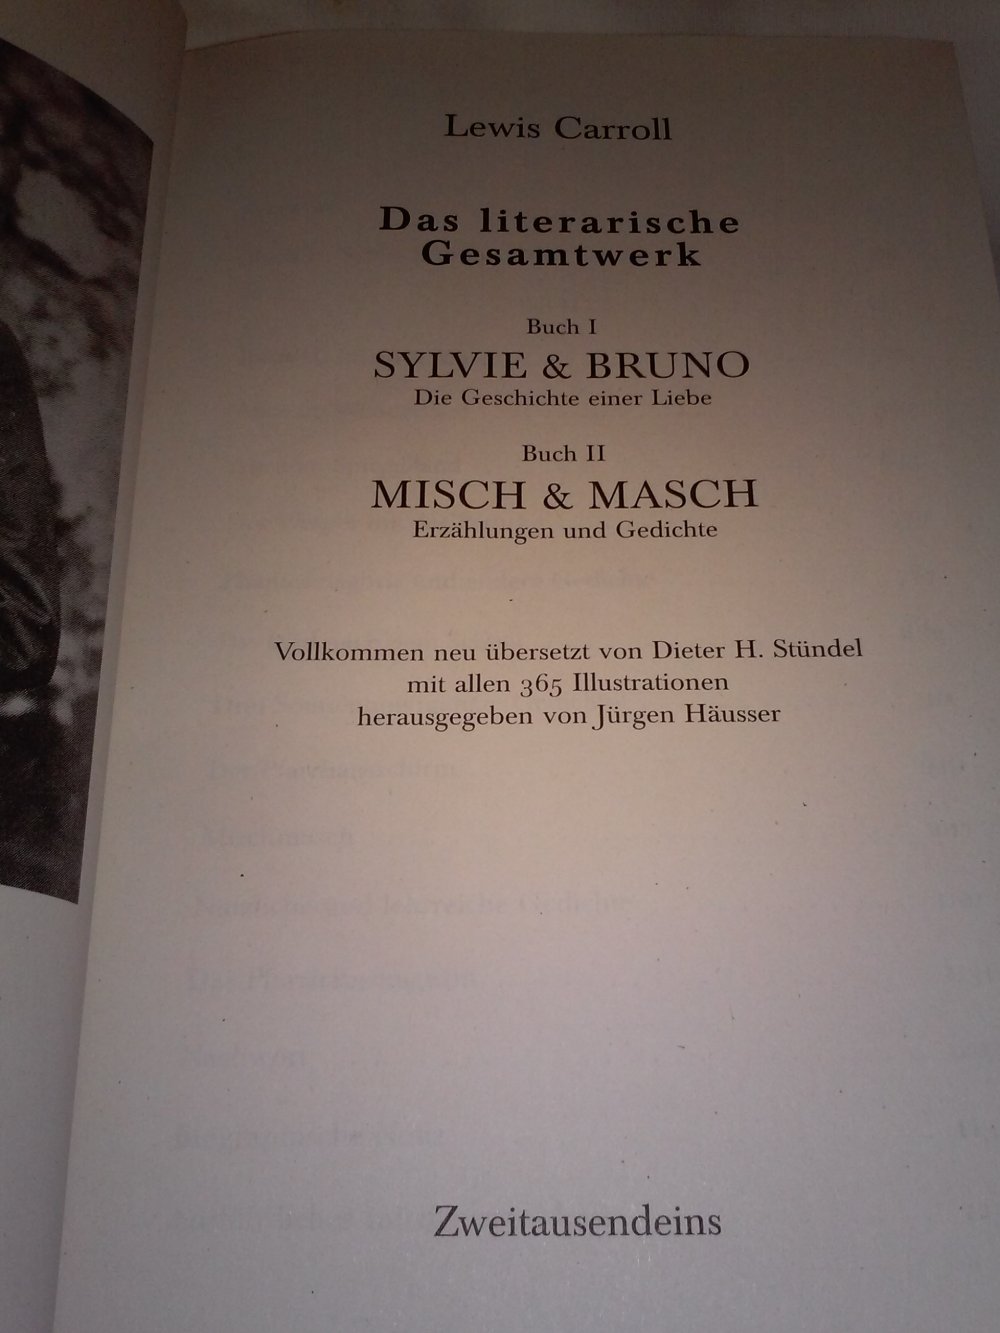 Lewis Carroll
Das literarische
Gesamtwerk
Buch I
SYLVIE & BRUNO
Die Geschichte einer Liebe
Buch II
MISCH & MASCH
Erzählungen und Gedichte
Vollkommen neu übersetzt von Dieter H. Stündel
mit allen 365 Illustrationen
herausgegeben von Jürgen Häusser
Zweitausendeins